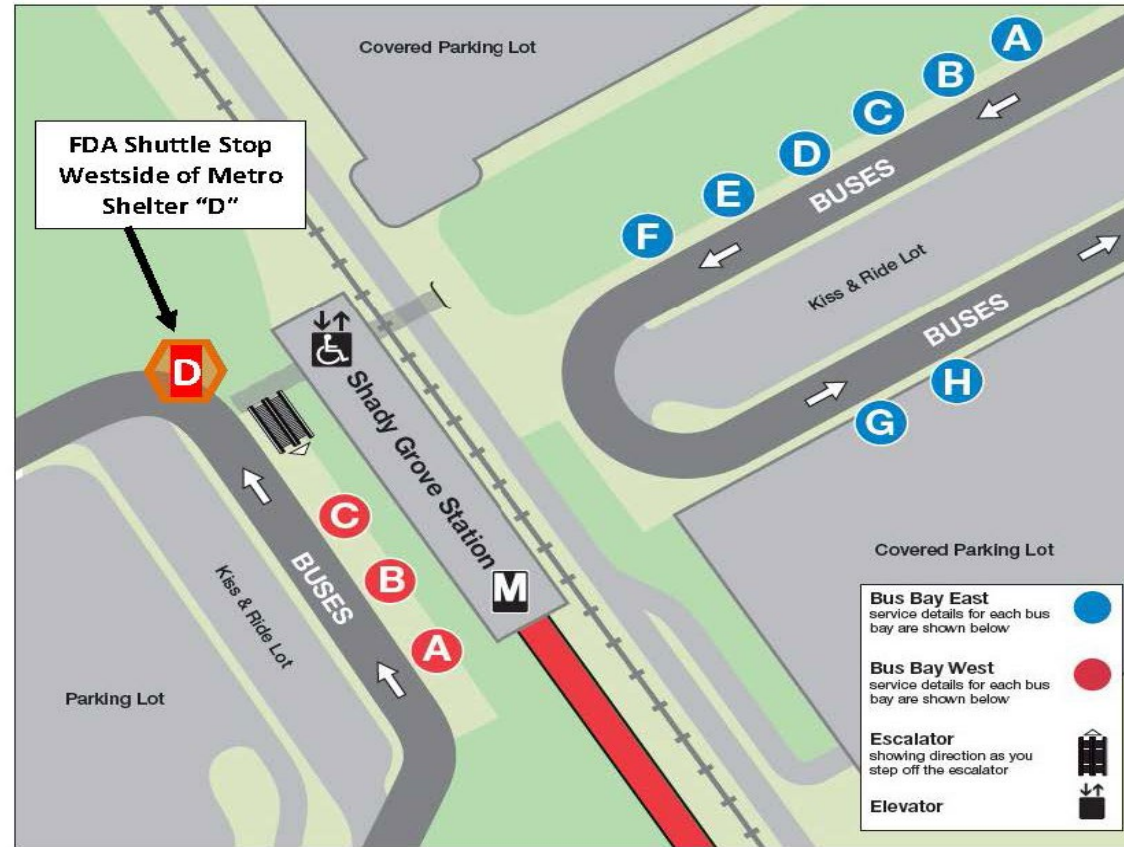 Covered Parking Lot
A
B
C
D
E
F
BUSES
Kiss & Ride Lot
BUSES
H
G
FDA Shuttle Stop
Westside of Metro
Shelter “D”
D
Shady Grove Station
M
C
B
A
BUSES
Kiss & Ride Lot
Parking Lot
Covered Parking Lot
Bus Bay East
service details for each bus
bay are shown below
Bus Bay West
service details for each bus
bay are shown below
Escalator
showing direction as you
step off the escalator
Elevator